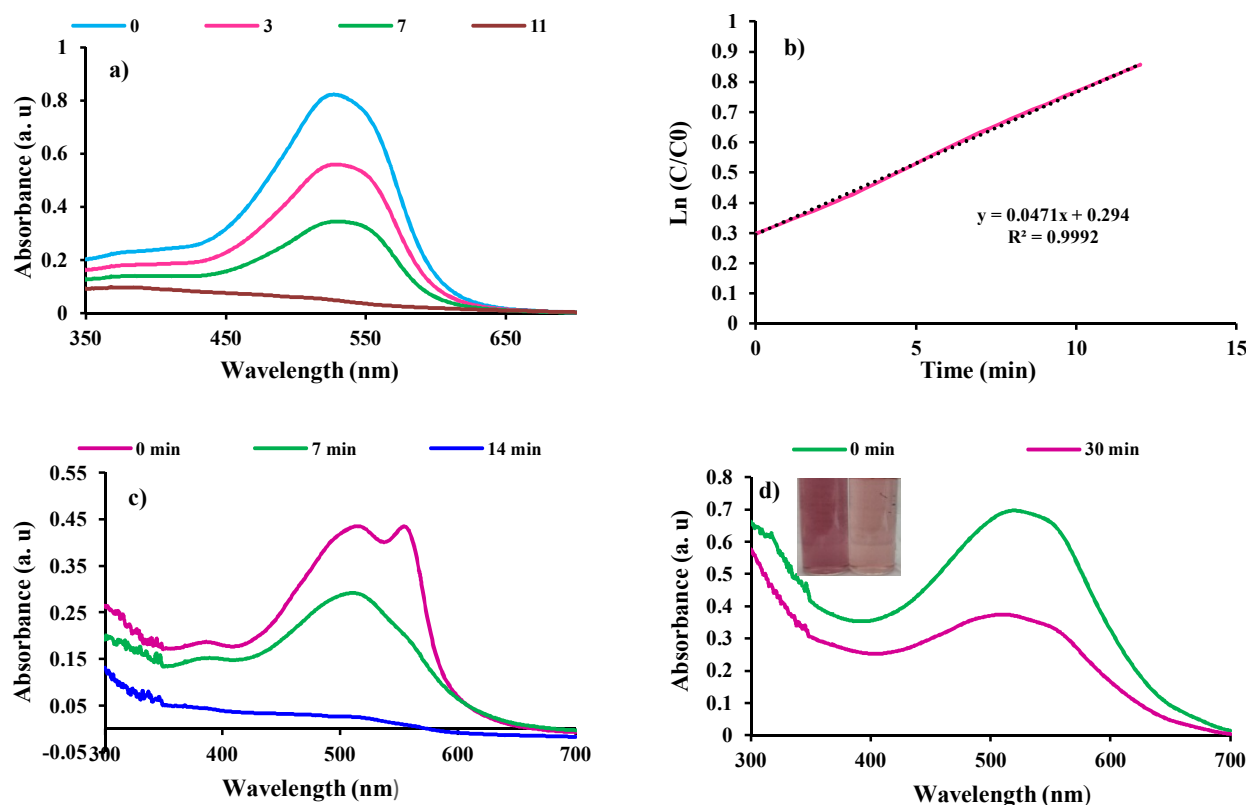 0 3 7 11
a)
1
0.8
0.6
0.4
0.2
0
350 450 550 650
Absorbance (a. u)
Wavelength (nm)
b)
1
0.9
0.8
0.7
0.6
0.5
0.4
0.3
0.2
0.1
0
0 5 10 15
Ln (C/C0)
Time (min)
y = 0.0471x + 0.294
R² = 0.9992
0 min 7 min 14 min
c)
0.55
0.45
0.35
0.25
0.15
0.05
-0.05
300 400 500 600 700
Absorbance (a. u)
Wavelength (nm)
0 min 30 min
d)
0.8
0.7
0.6
0.5
0.4
0.3
0.2
0.1
0
300 400 500 600 700
Absorbance (a. u)
Wavelength (nm)